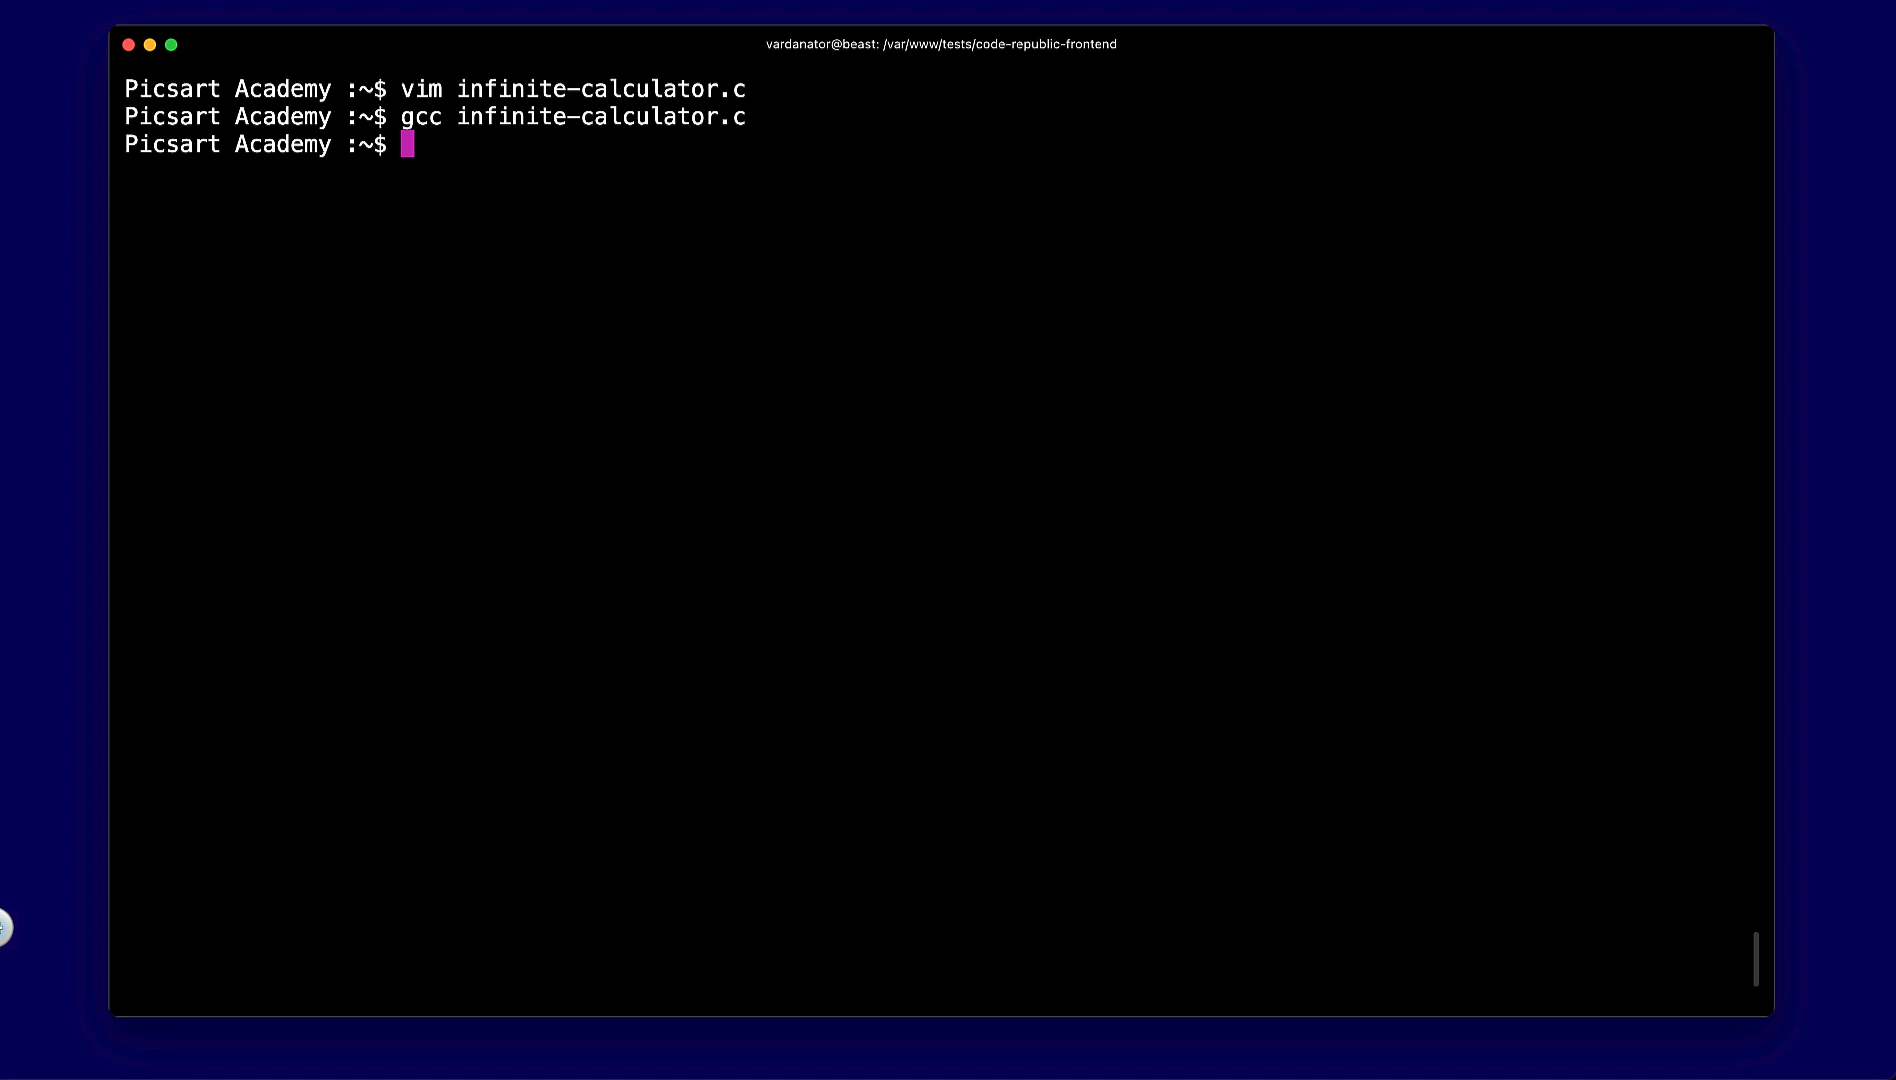 vardanator@beast: /var/www/tests/code-republic-frontend
Picsart Academy :~$ vim infinite-calculator.c
Picsart Academy :~$ gcc infinite-calculator.c
Picsart Academy :~$